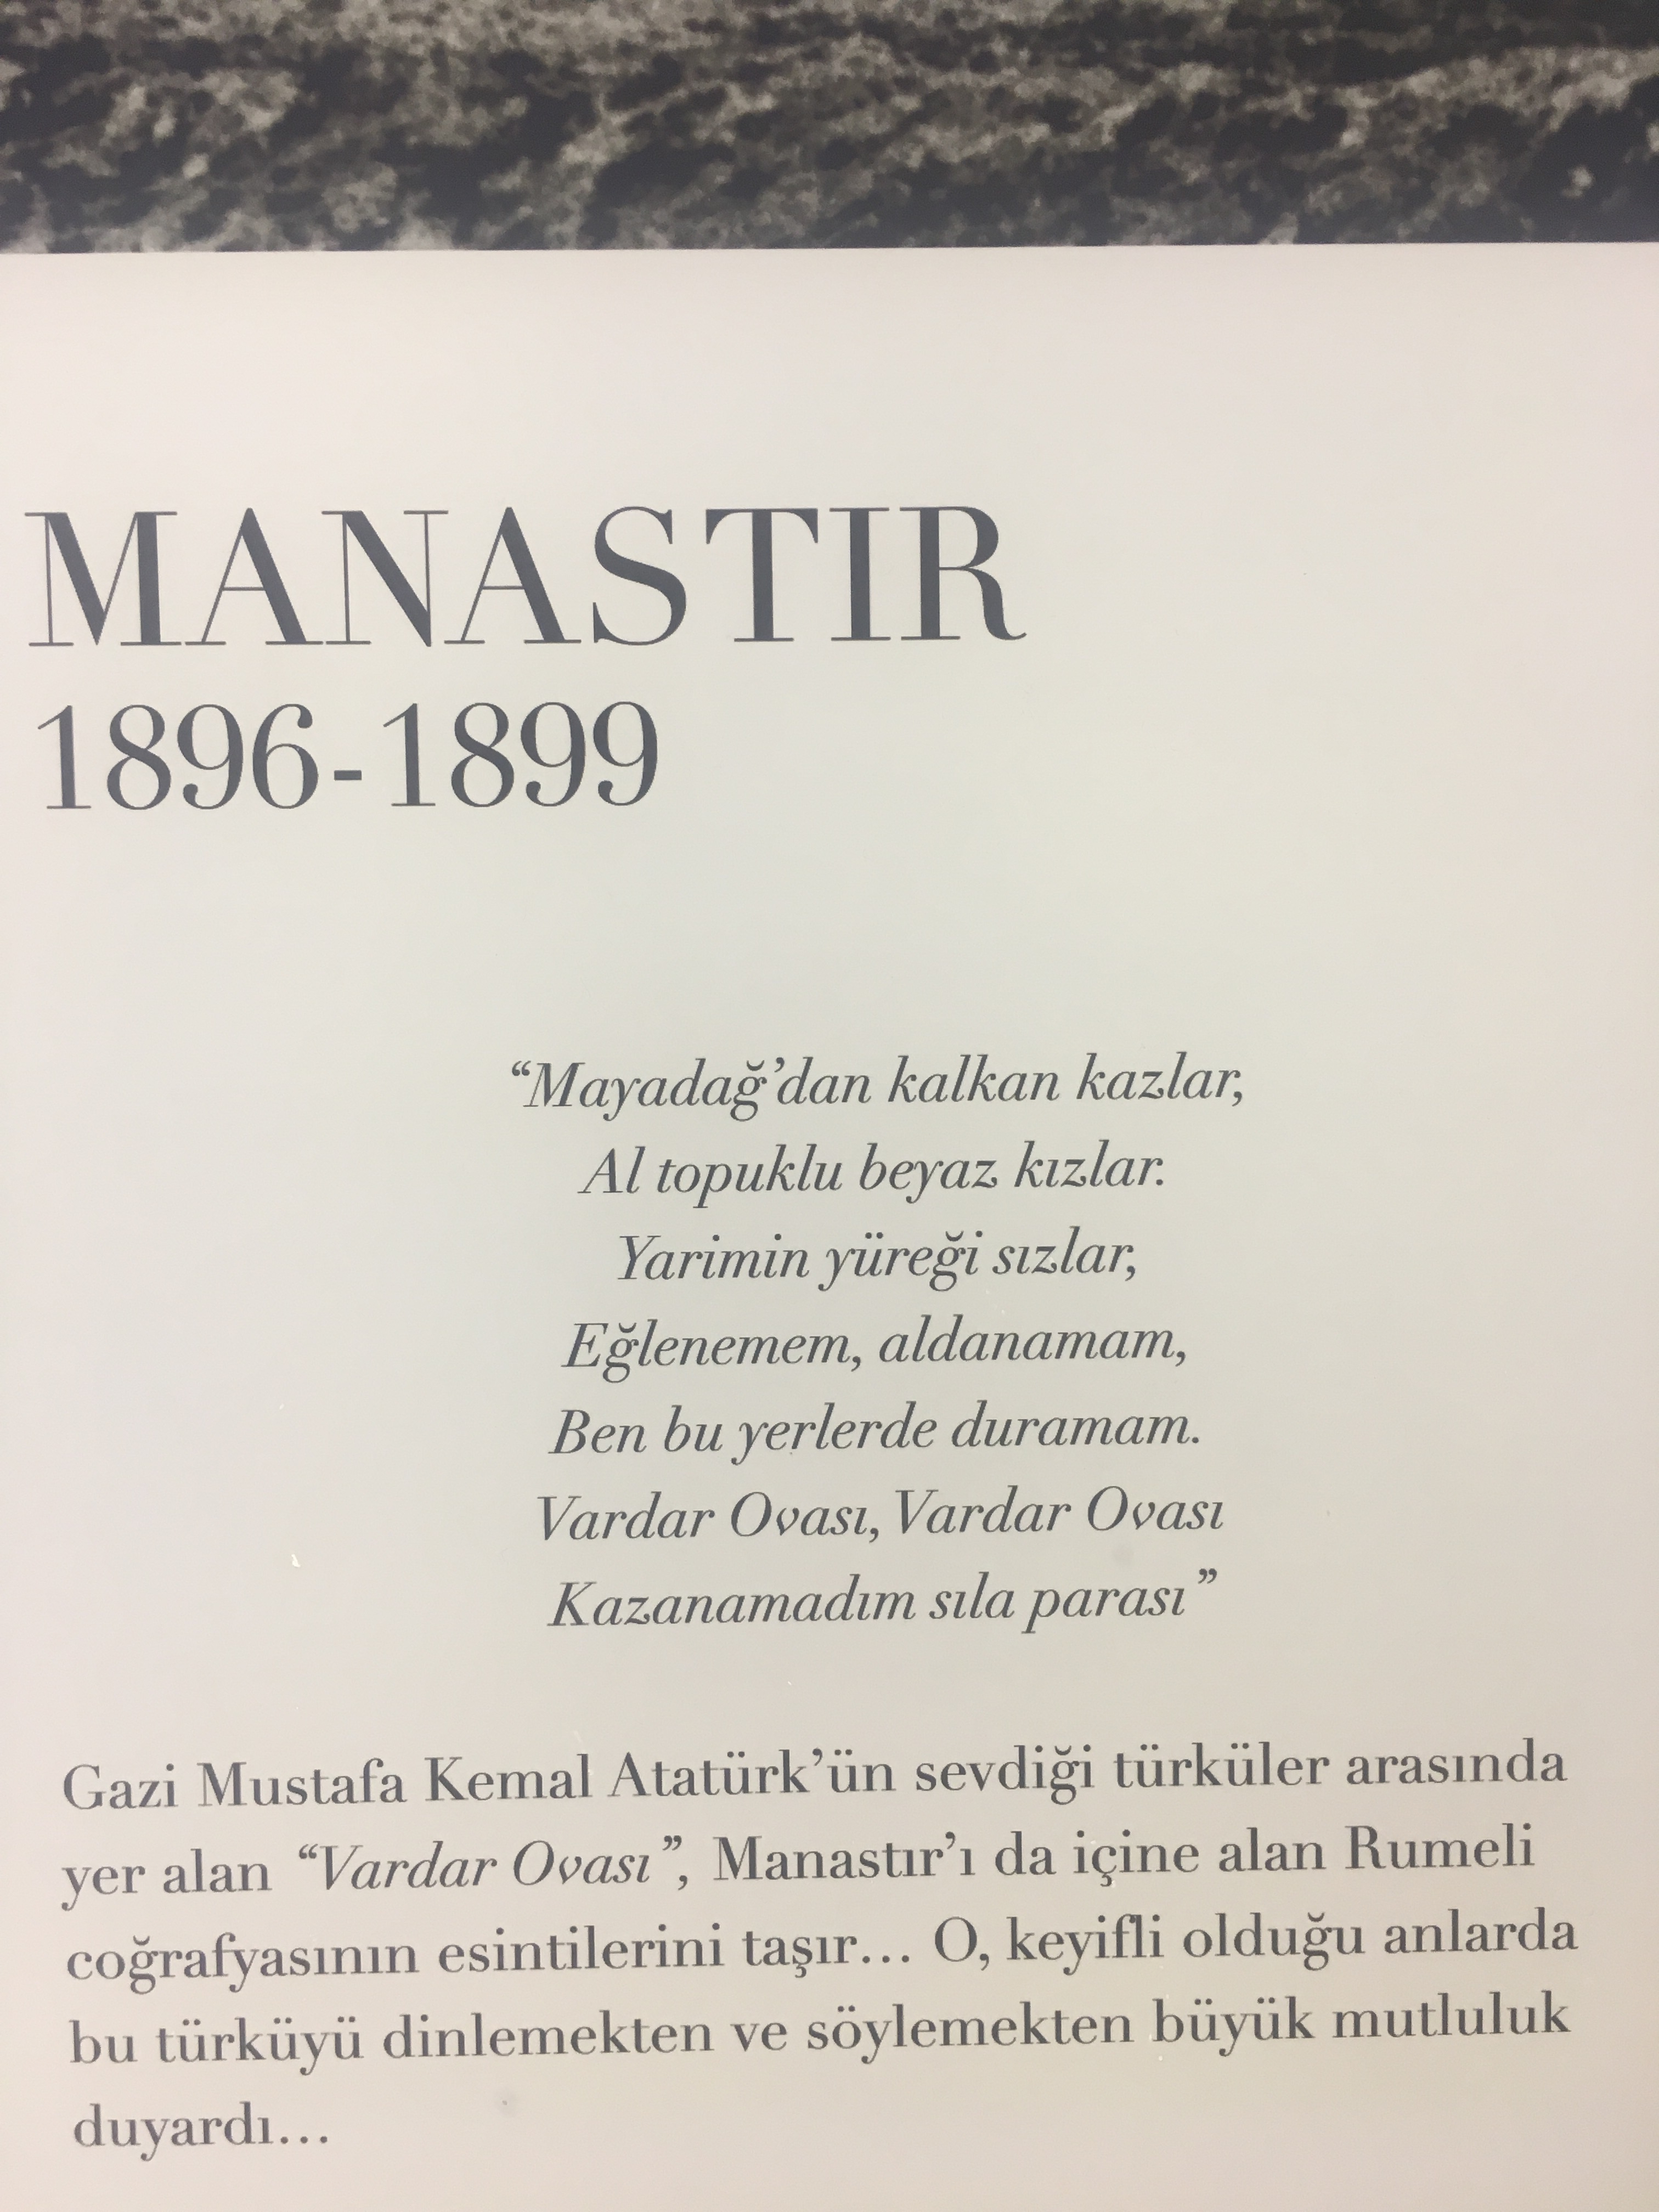 MANASTIR
1896-1899
“Mayadağ’dan kalkan kazlar,
Al topuklu beyaz kızlar.
Yarimin yüreği sızlar,
Eğlenemem, aldanamam,
Ben bu yerlerde duramam.
Vardar Ovası, Vardar Ovası
Kazanamadım sıla parası”
Gazi Mustafa Kemal Atatürk’ün sevdiği türküler arasında
yer alan “Vardar Ovası”, Manastır’ı da içine alan Rumeli
coğrafyasının esintilerini taşır... O, keyifli olduğu anlarda
bu türküyü dinlemekten ve söylemekten büyük mutluluk
duyardı...